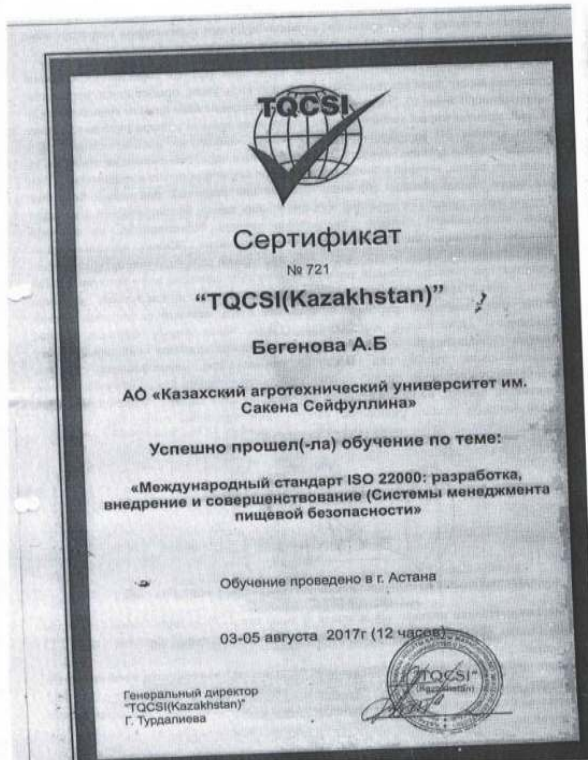 TQCSI
Сертификат
№ 721
“TQCSI(Kazakhstan)”
Бегенова А.Б
АО «Казахский агротехнический университет им.
Сакена Сейфуллина»
Успешно прошел(-ла) обучение по теме:
«Международный стандарт ISO 22000: разработка,
внедрение и совершенствование (Системы менеджмента
пищевой безопасности»
Обучение проведено в г. Астана
03-05 августа 2017г (12 часов)
Генеральный директор
"TQCSI(Kazakhstan)"
Г. Турдалиева
"TQCSI"
(Kazakhstan)